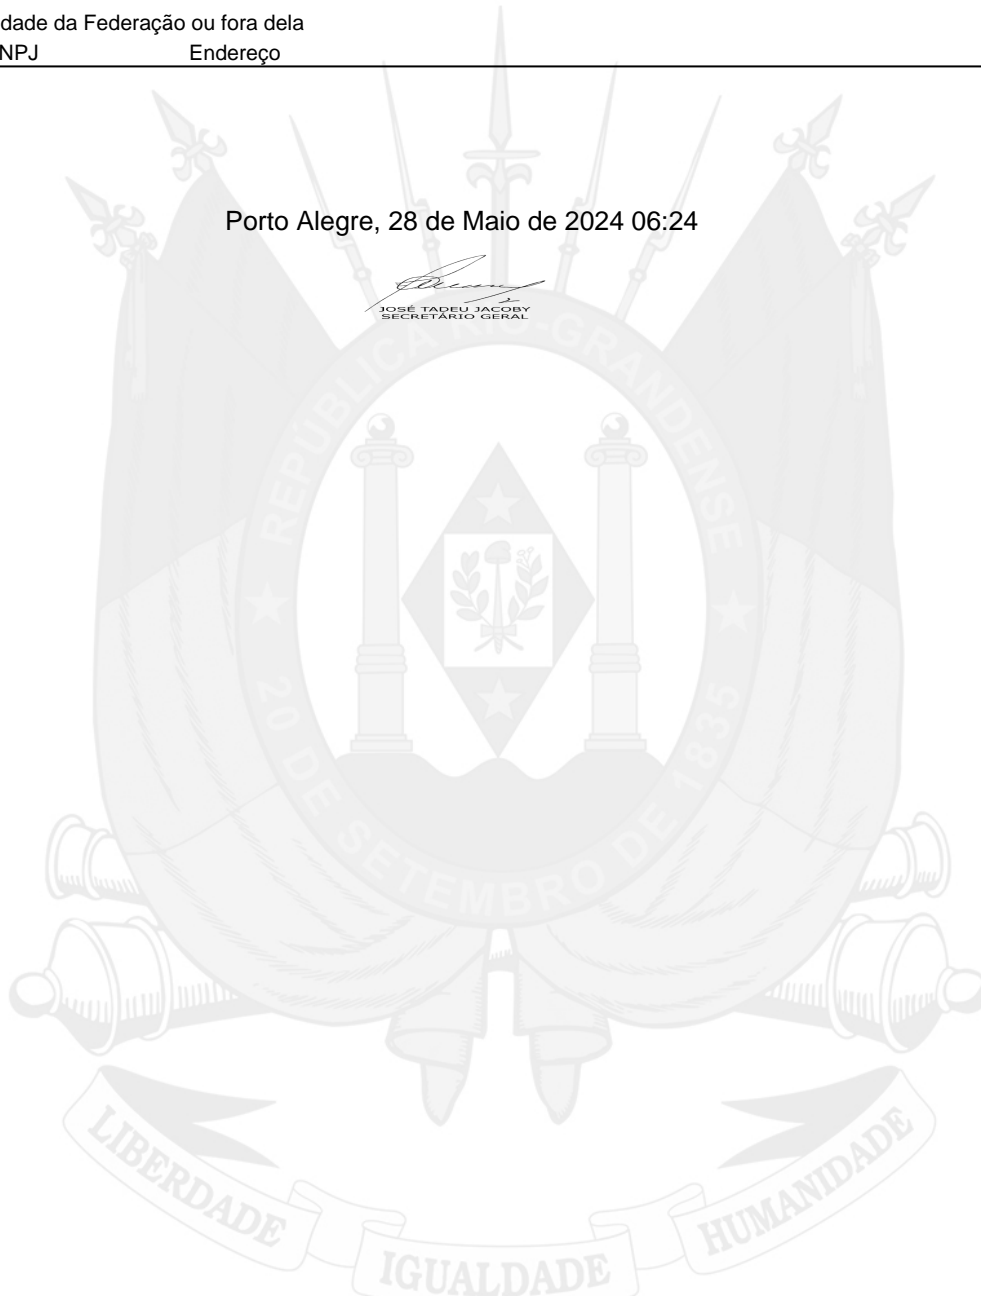 dade da Federação ou fora dela
NPJ Endereço
Porto Alegre, 28 de Maio de 2024 06:24
JOSÉ TADEU JACOBY
SECRETÁRIO GERAL
REPÚBLICA RIO-GRANDENSE
20 DE SETEMBRO DE 1835
LIBERDADE IGUALDADE HUMANIDADE